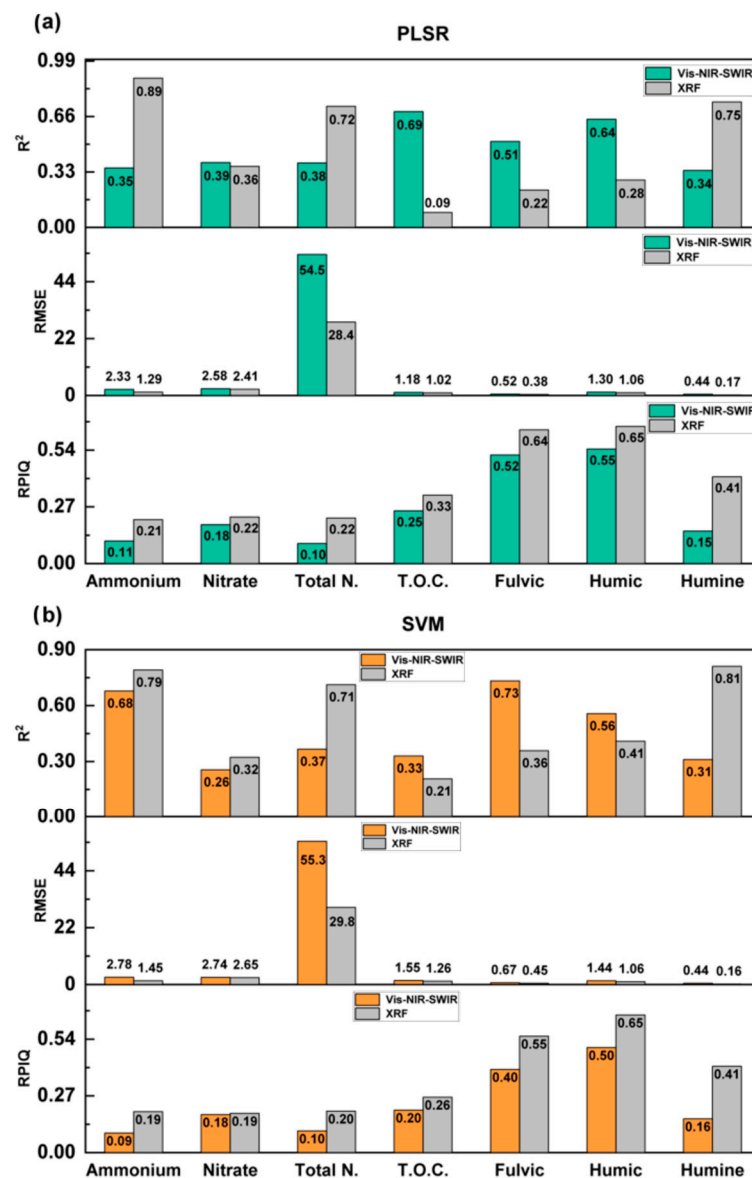 (a)
PLSR
0.99
0.66
0.33
0.00
R²
Vis-NIR-SWIR
XRF
0.35 0.89 0.39 0.36 0.38 0.72 0.69 0.09 0.51 0.22 0.64 0.28 0.34 0.75
44
22
0
RMSE
Vis-NIR-SWIR
XRF
2.33 1.29 2.58 2.41 54.5 28.4 1.18 1.02 0.52 0.38 1.30 1.06 0.44 0.17
0.54
0.27
0.00
RPIQ
Vis-NIR-SWIR
XRF
0.11 0.21 0.18 0.22 0.10 0.22 0.25 0.33 0.52 0.64 0.55 0.65 0.15 0.41
Ammonium Nitrate Total N. T.O.C. Fulvic Humic Humine
(b)
SVM
0.90
0.60
0.30
0.00
R²
Vis-NIR-SWIR
XRF
0.68 0.79 0.26 0.32 0.37 0.71 0.33 0.21 0.73 0.36 0.56 0.41 0.31 0.81
44
22
0
RMSE
Vis-NIR-SWIR
XRF
2.78 1.45 2.74 2.65 55.3 29.8 1.55 1.26 0.67 0.45 1.44 1.06 0.44 0.16
0.54
0.27
0.00
RPIQ
Vis-NIR-SWIR
XRF
0.09 0.19 0.18 0.19 0.10 0.20 0.20 0.26 0.40 0.55 0.50 0.65 0.16 0.41
Ammonium Nitrate Total N. T.O.C. Fulvic Humic Humine